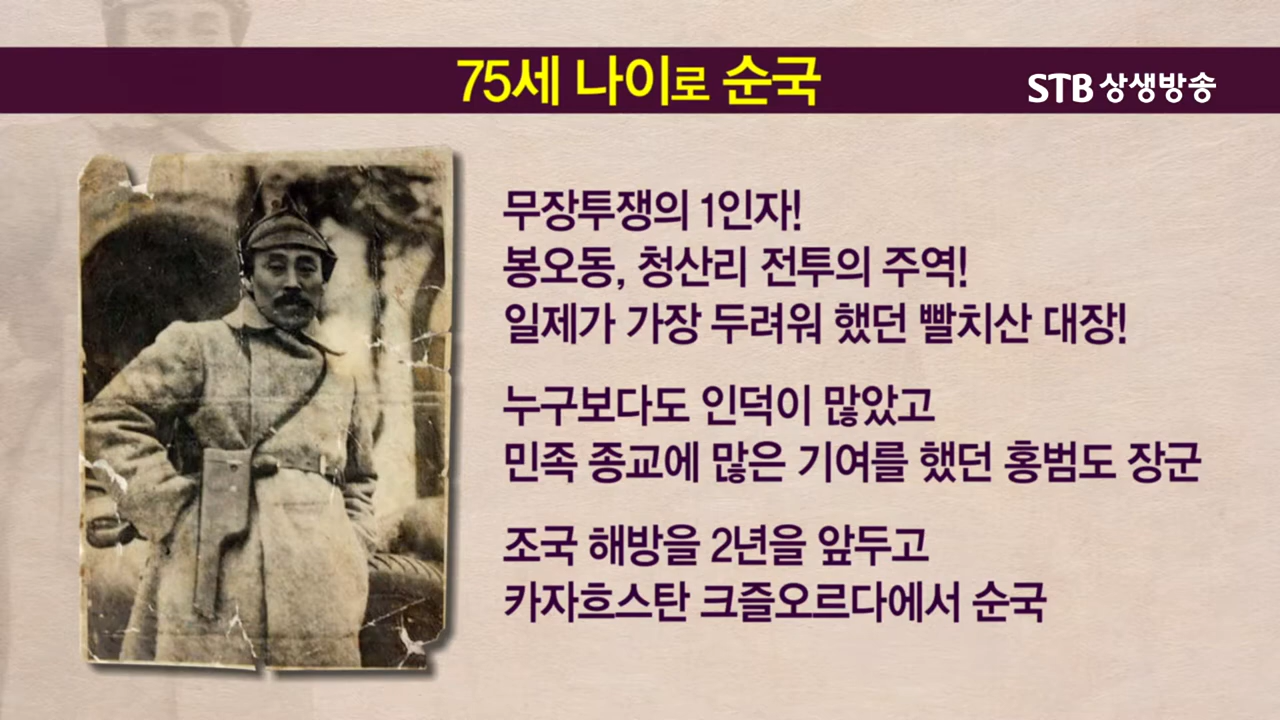 75세 나이로 순국
STB 상생방송
무장투쟁의 1인자!
봉오동, 청산리 전투의 주역!
일제가 가장 두려워 했던 빨치산 대장!
누구보다도 인덕이 많았고
민족 종교에 많은 기여를 했던 홍범도 장군
조국 해방을 2년을 앞두고
카자흐스탄 크즐오르다에서 순국